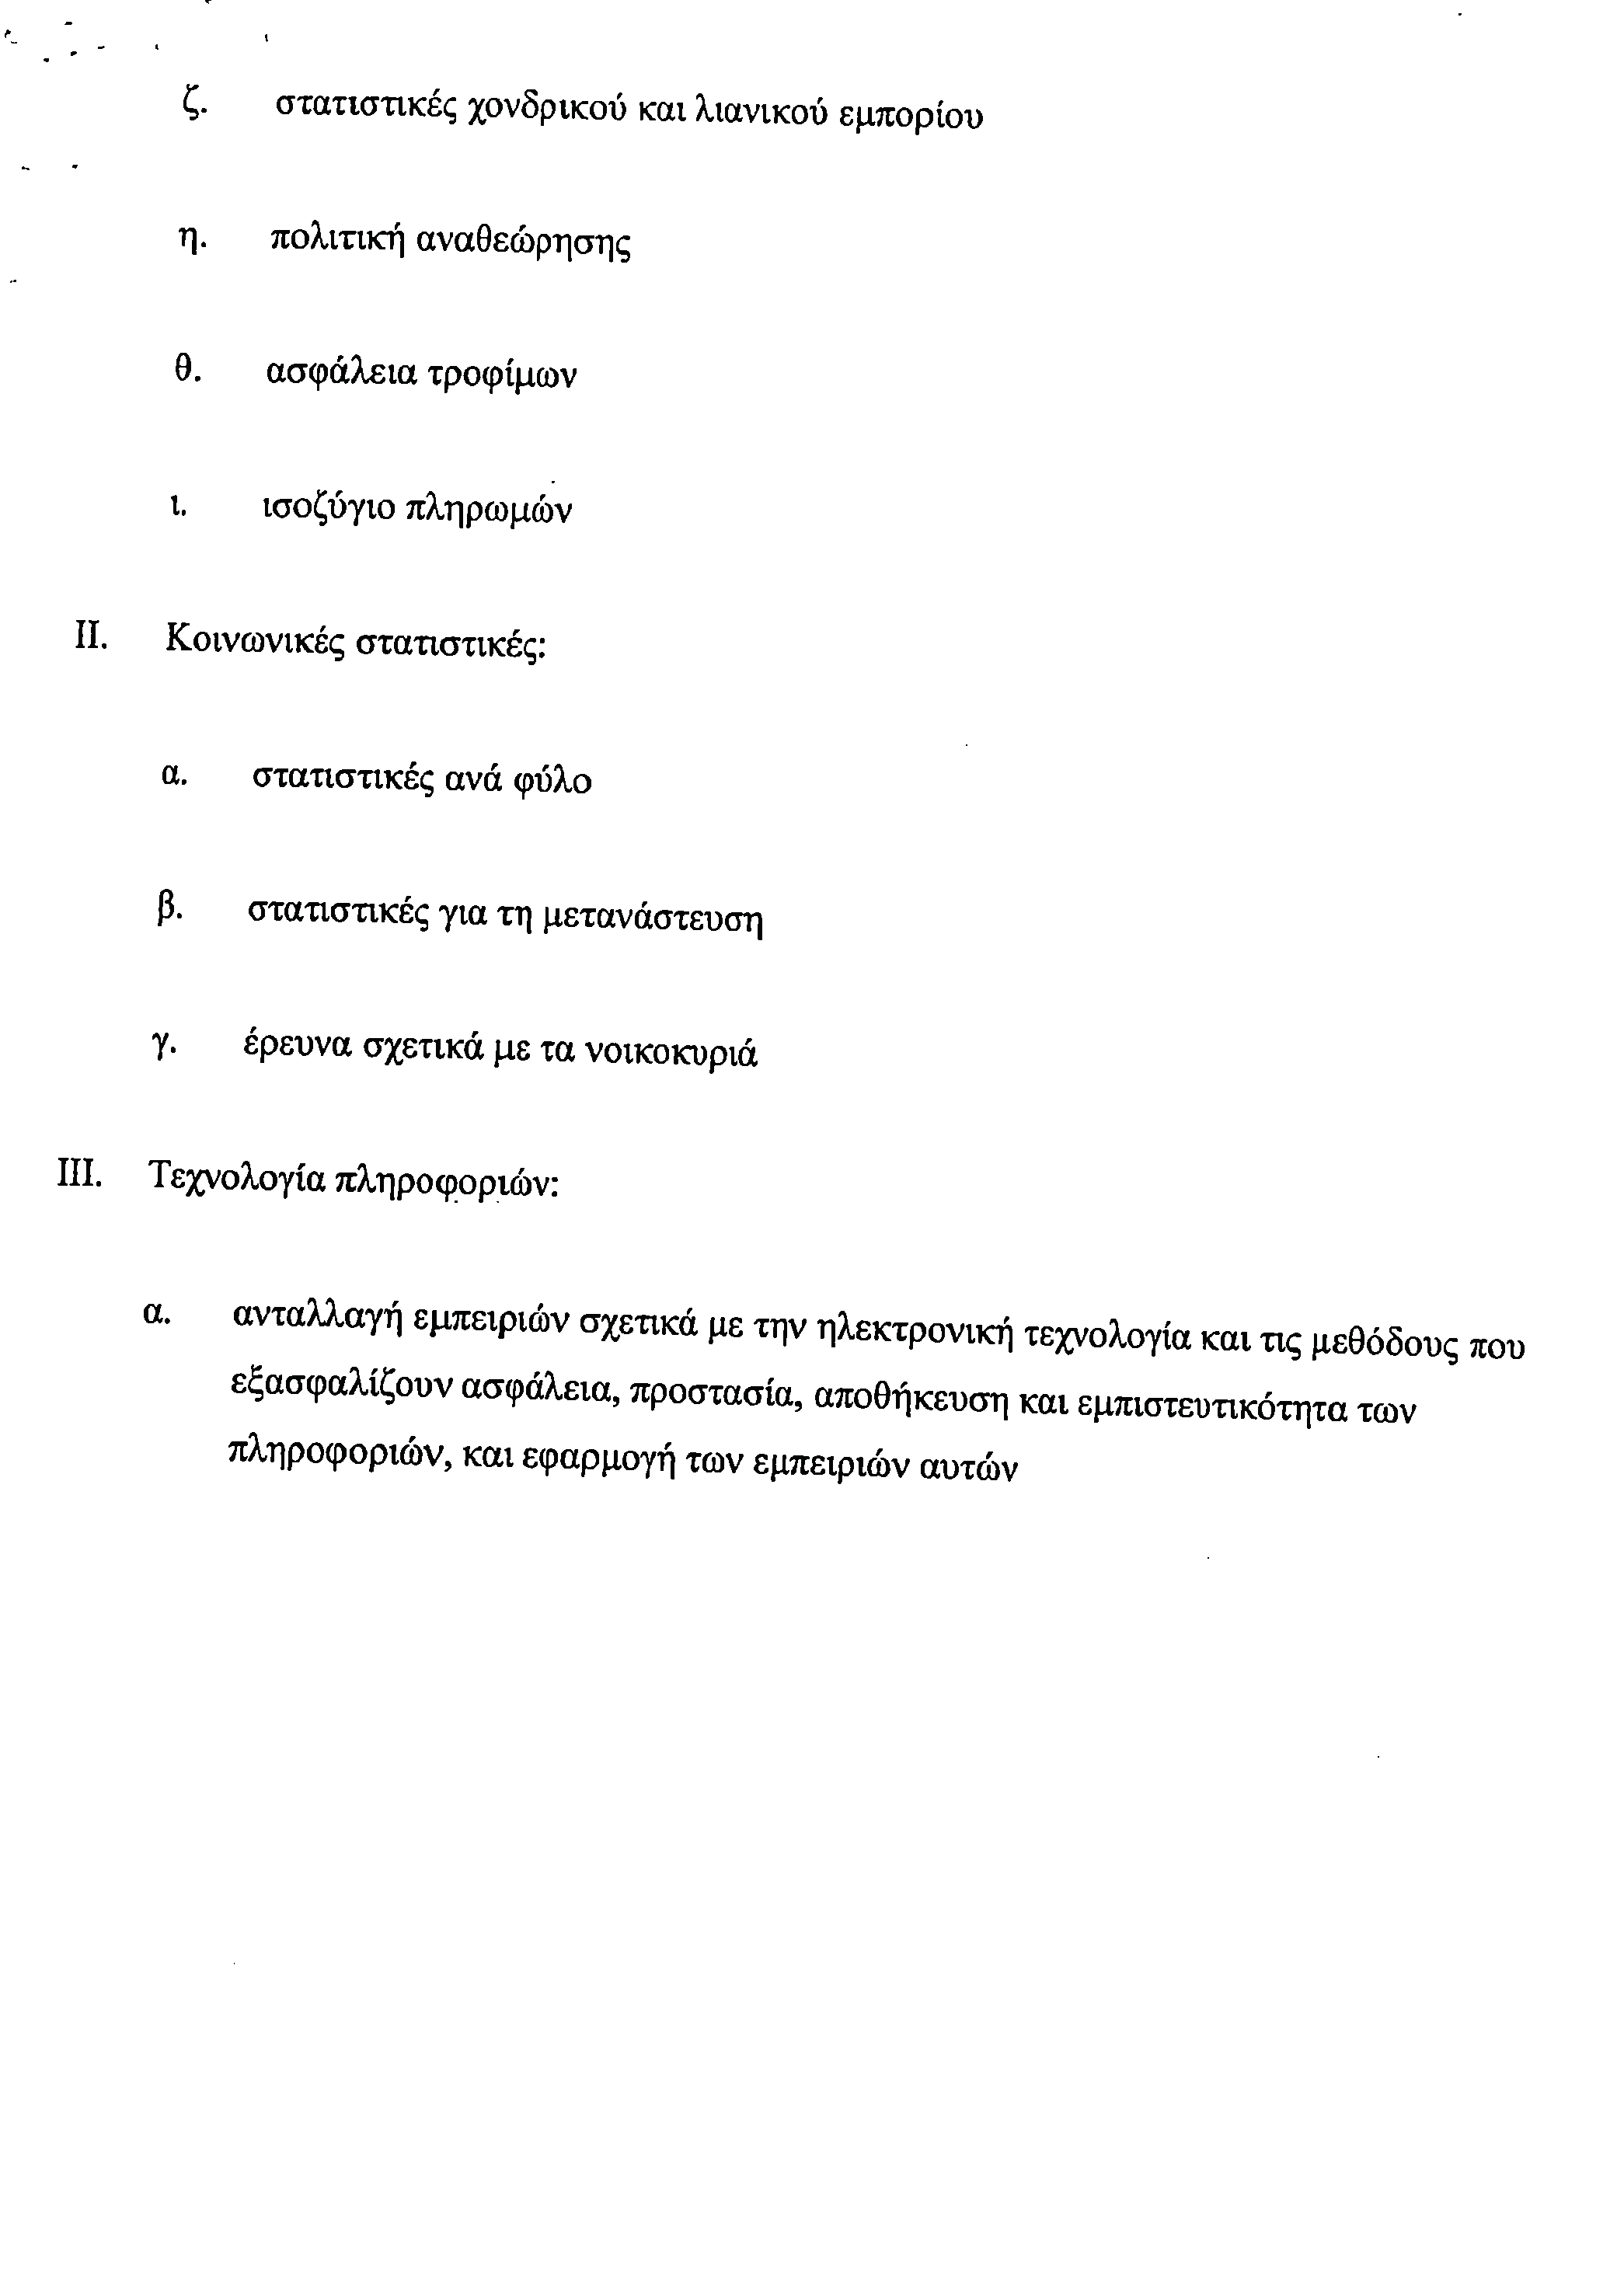 ζ. στατιστικές χονδρικού και λιανικού εμπορίου
η. πολιτική αναθεώρησης
θ. ασφάλεια τροφίμων
ι. ισοζύγιο πληρωμών
II. Κοινωνικές στατιστικές:
α. στατιστικές ανά φύλο
β. στατιστικές για τη μετανάστευση
γ. έρευνα σχετικά με τα νοικοκυριά
III. Τεχνολογία πληροφοριών:
α. ανταλλαγή εμπειριών σχετικά με την ηλεκτρονική τεχνολογία και τις μεθόδους που
εξασφαλίζουν ασφάλεια, προστασία, αποθήκευση και εμπιστευτικότητα των
πληροφοριών, και εφαρμογή των εμπειριών αυτών